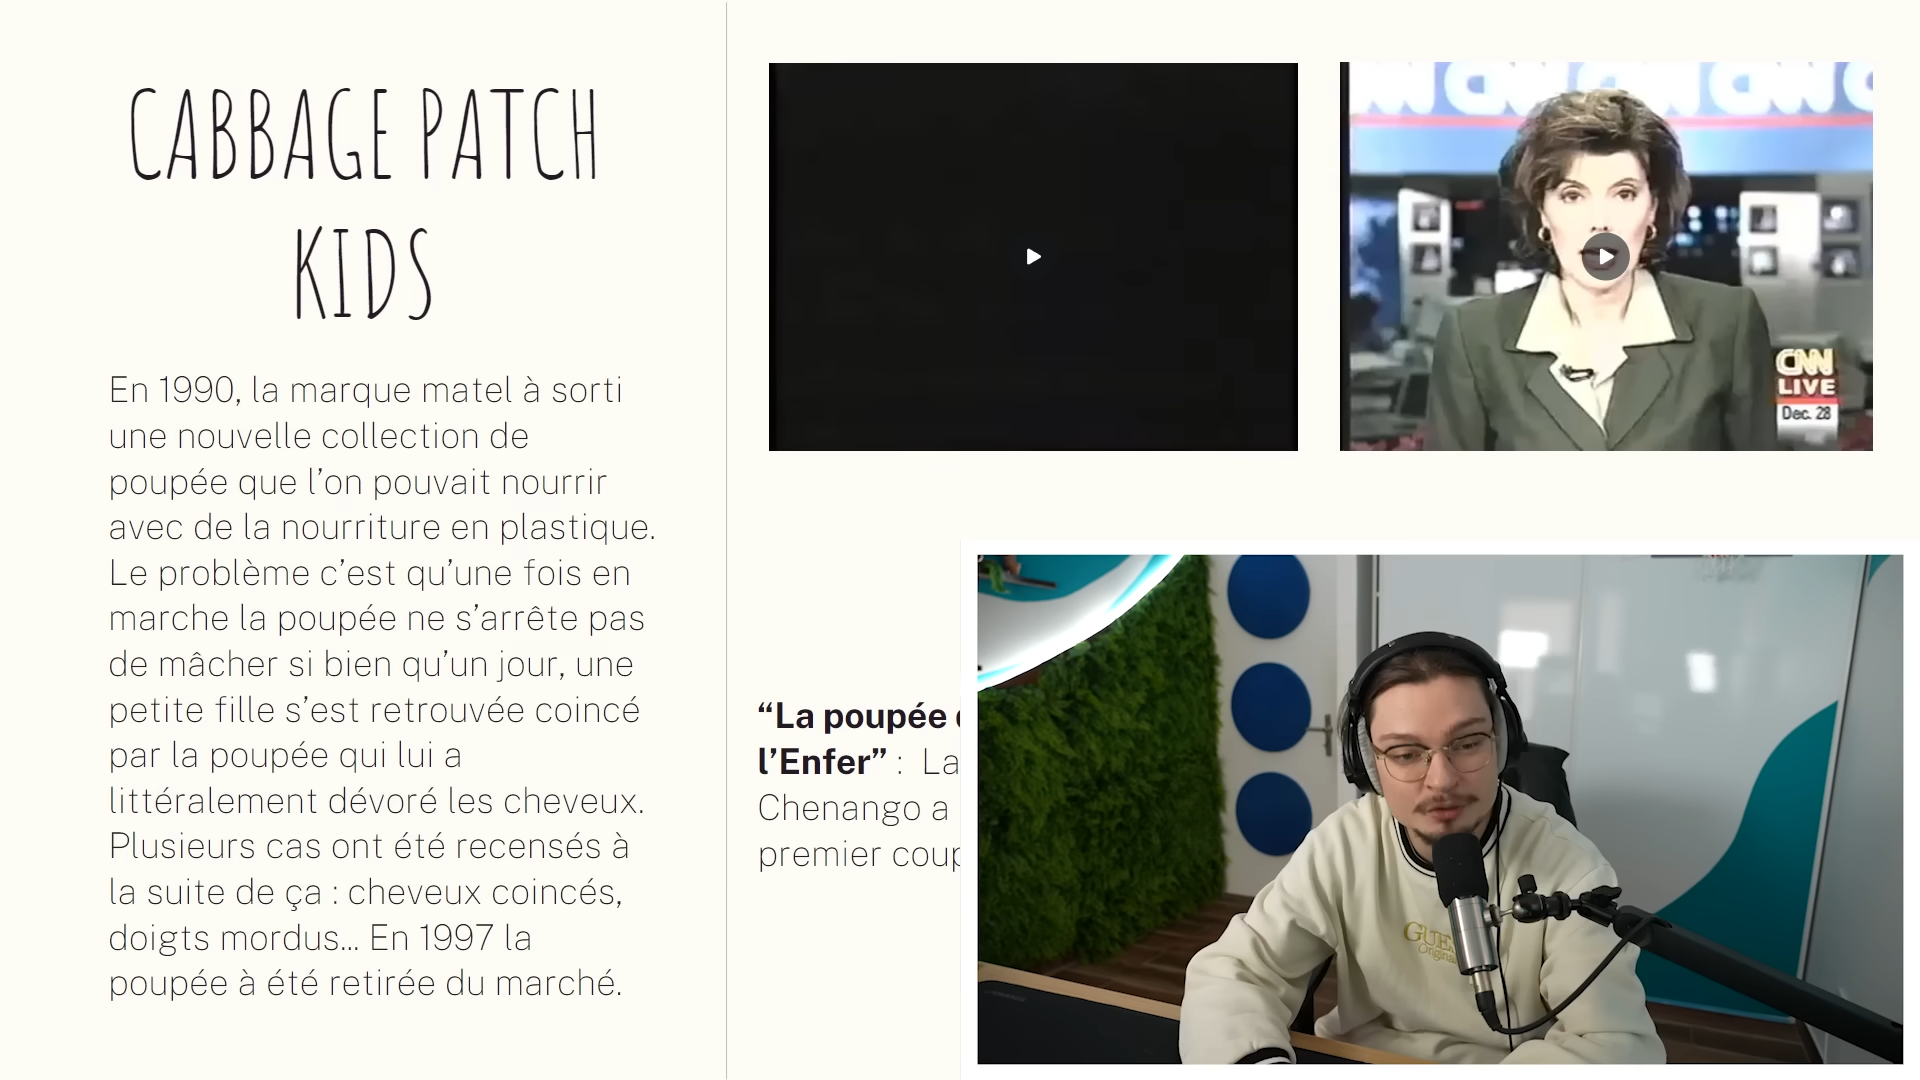 CABBAGE PATCH
KIDS
En 1990, la marque matel à sorti
une nouvelle collection de
poupée que l’on pouvait nourrir
avec de la nourriture en plastique.
Le problème c’est qu’une fois en
marche la poupée ne s’arrête pas
de mâcher si bien qu’un jour, une
petite fille s’est retrouvée coincé
par la poupée qui lui a
littéralement dévoré les cheveux.
Plusieurs cas ont été recensés à
la suite de ça : cheveux coincés,
doigts mordus... En 1997 la
poupée à été retirée du marché.
CNN
LIVE
Dec. 28
“La poupée
l’Enfer” : La
Chenango a
premier coup